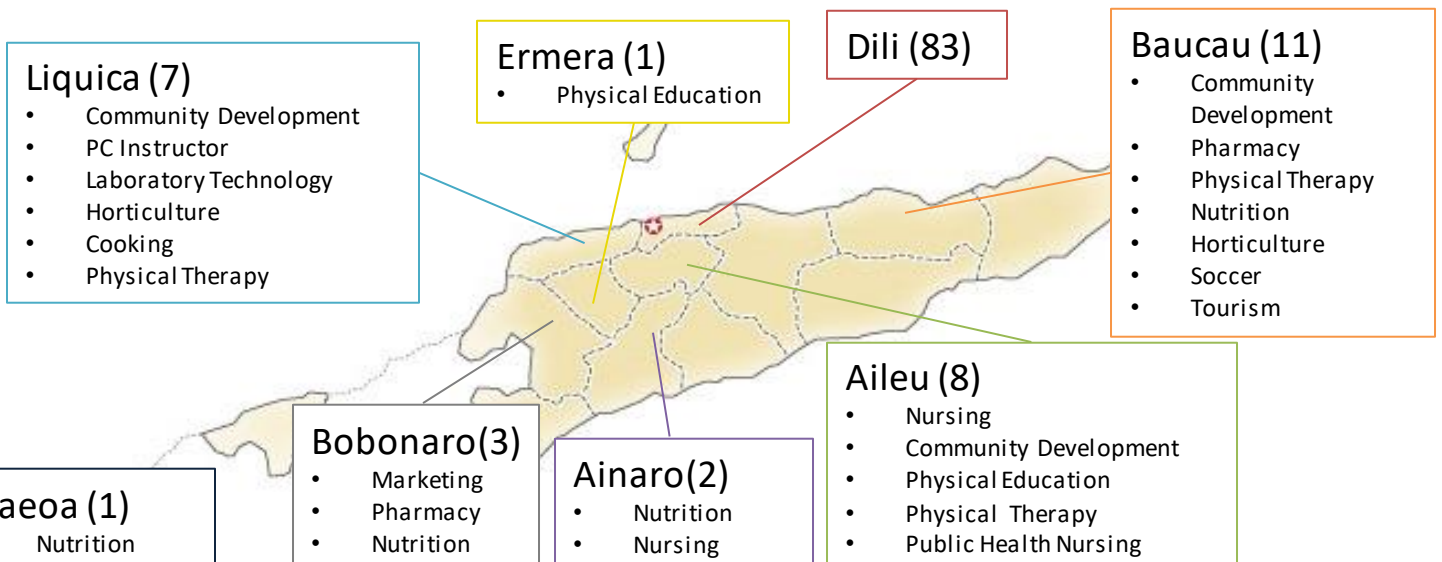 Liquica (7)
• Community Development
• PC Instructor
• Laboratory Technology
• Horticulture
• Cooking
• Physical Therapy
Ermera (1)
• Physical Education
Dili (83)
Baucau (11)
• Community
Development
• Pharmacy
• Physical Therapy
• Nutrition
• Horticulture
• Soccer
• Tourism
aeoa (1)
Nutrition
Bobonaro(3)
• Marketing
• Pharmacy
• Nutrition
Ainaro(2)
• Nutrition
• Nursing
Aileu (8)
• Nursing
• Community Development
• Physical Education
• Physical Therapy
• Public Health Nursing